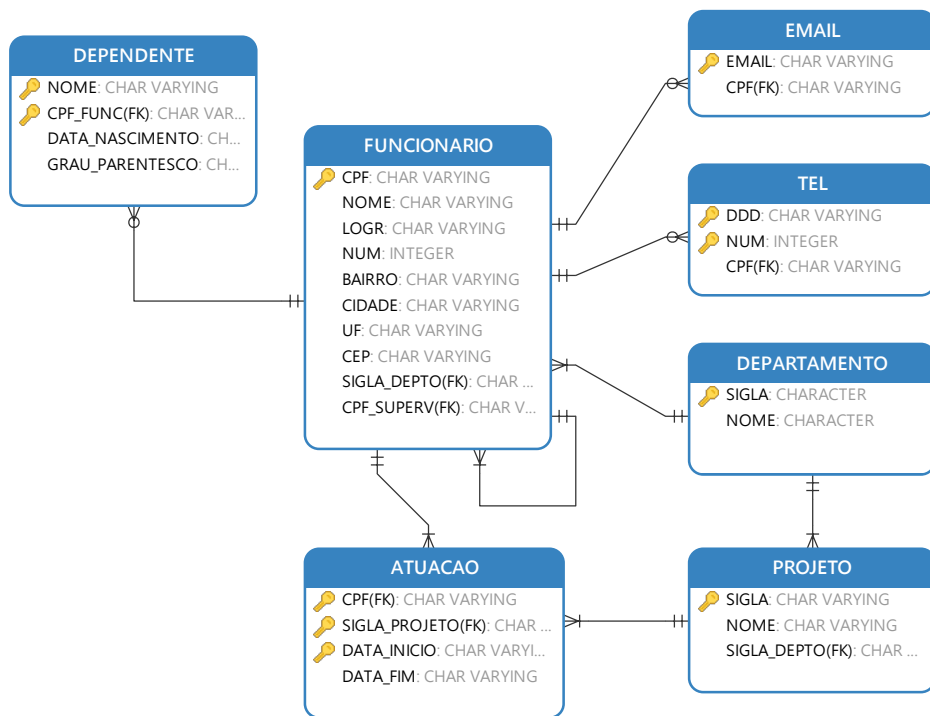 DEPENDENTE
NOME: CHAR VARYING
CPF_FUNC(FK): CHAR VAR...
DATA_NASCIMENTO: CH...
GRAU_PARENTESCO: CH...
FUNCIONARIO
CPF: CHAR VARYING
NOME: CHAR VARYING
LOGR: CHAR VARYING
NUM: INTEGER
BAIRRO: CHAR VARYING
CIDADE: CHAR VARYING
UF: CHAR VARYING
CEP: CHAR VARYING
SIGLA_DEPTO(FK): CHAR ...
CPF_SUPERV(FK): CHAR V...
EMAIL
EMAIL: CHAR VARYING
CPF(FK): CHAR VARYING
TEL
DDD: CHAR VARYING
NUM: INTEGER
CPF(FK): CHAR VARYING
DEPARTAMENTO
SIGLA: CHARACTER
NOME: CHARACTER
ATUACAO
CPF(FK): CHAR VARYING
SIGLA_PROJETO(FK): CHAR ...
DATA_INICIO: CHAR VARYI...
DATA_FIM: CHAR VARYING
PROJETO
SIGLA: CHAR VARYING
NOME: CHAR VARYING
SIGLA_DEPTO(FK): CHAR ...